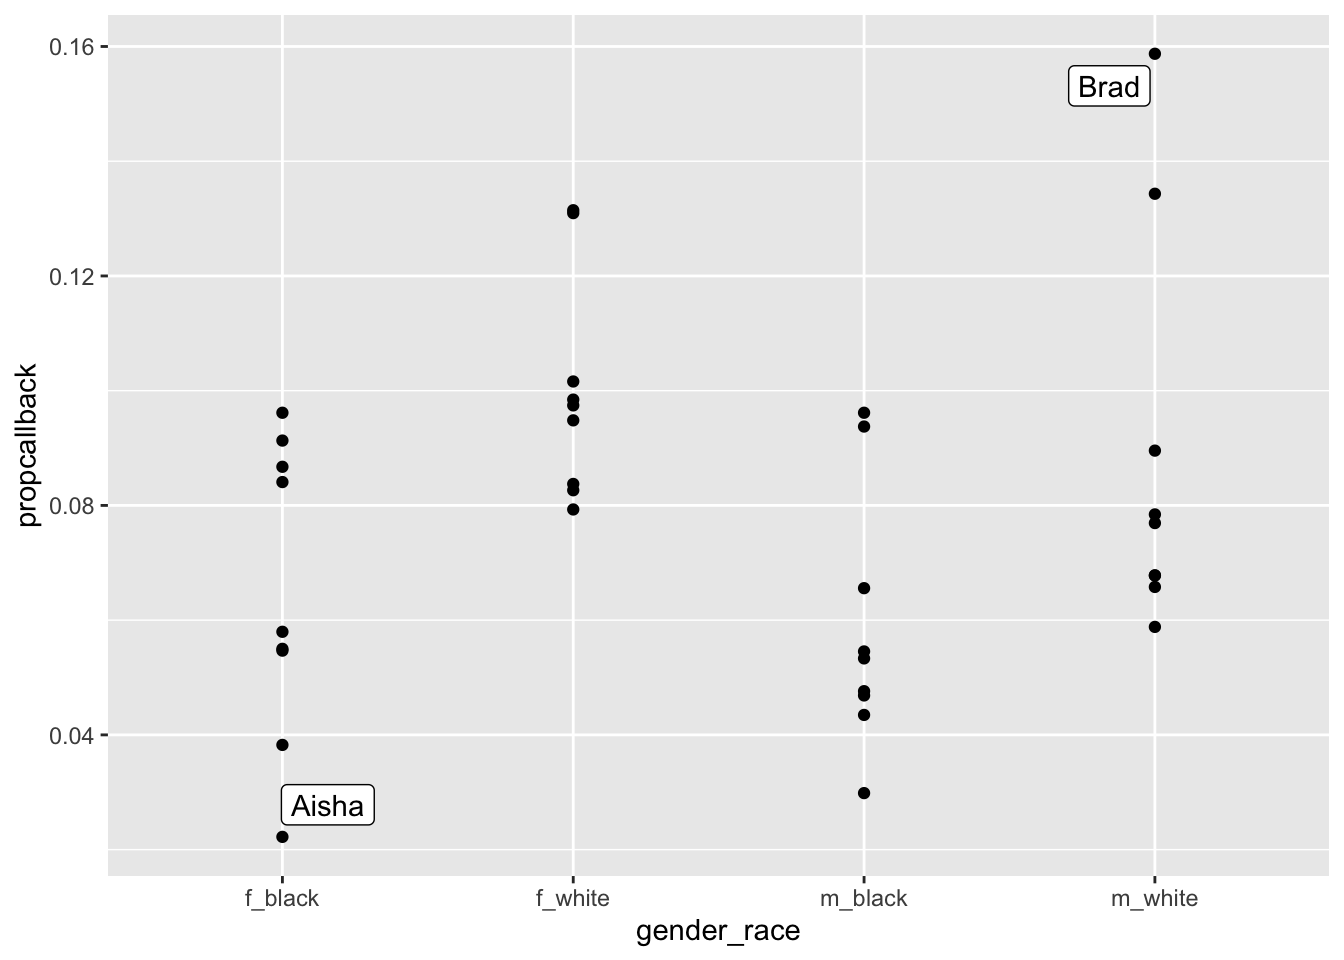 0.16
Brad
0.12
propcallback
0.08
0.04
Aisha
f_black f_white m_black m_white
gender_race